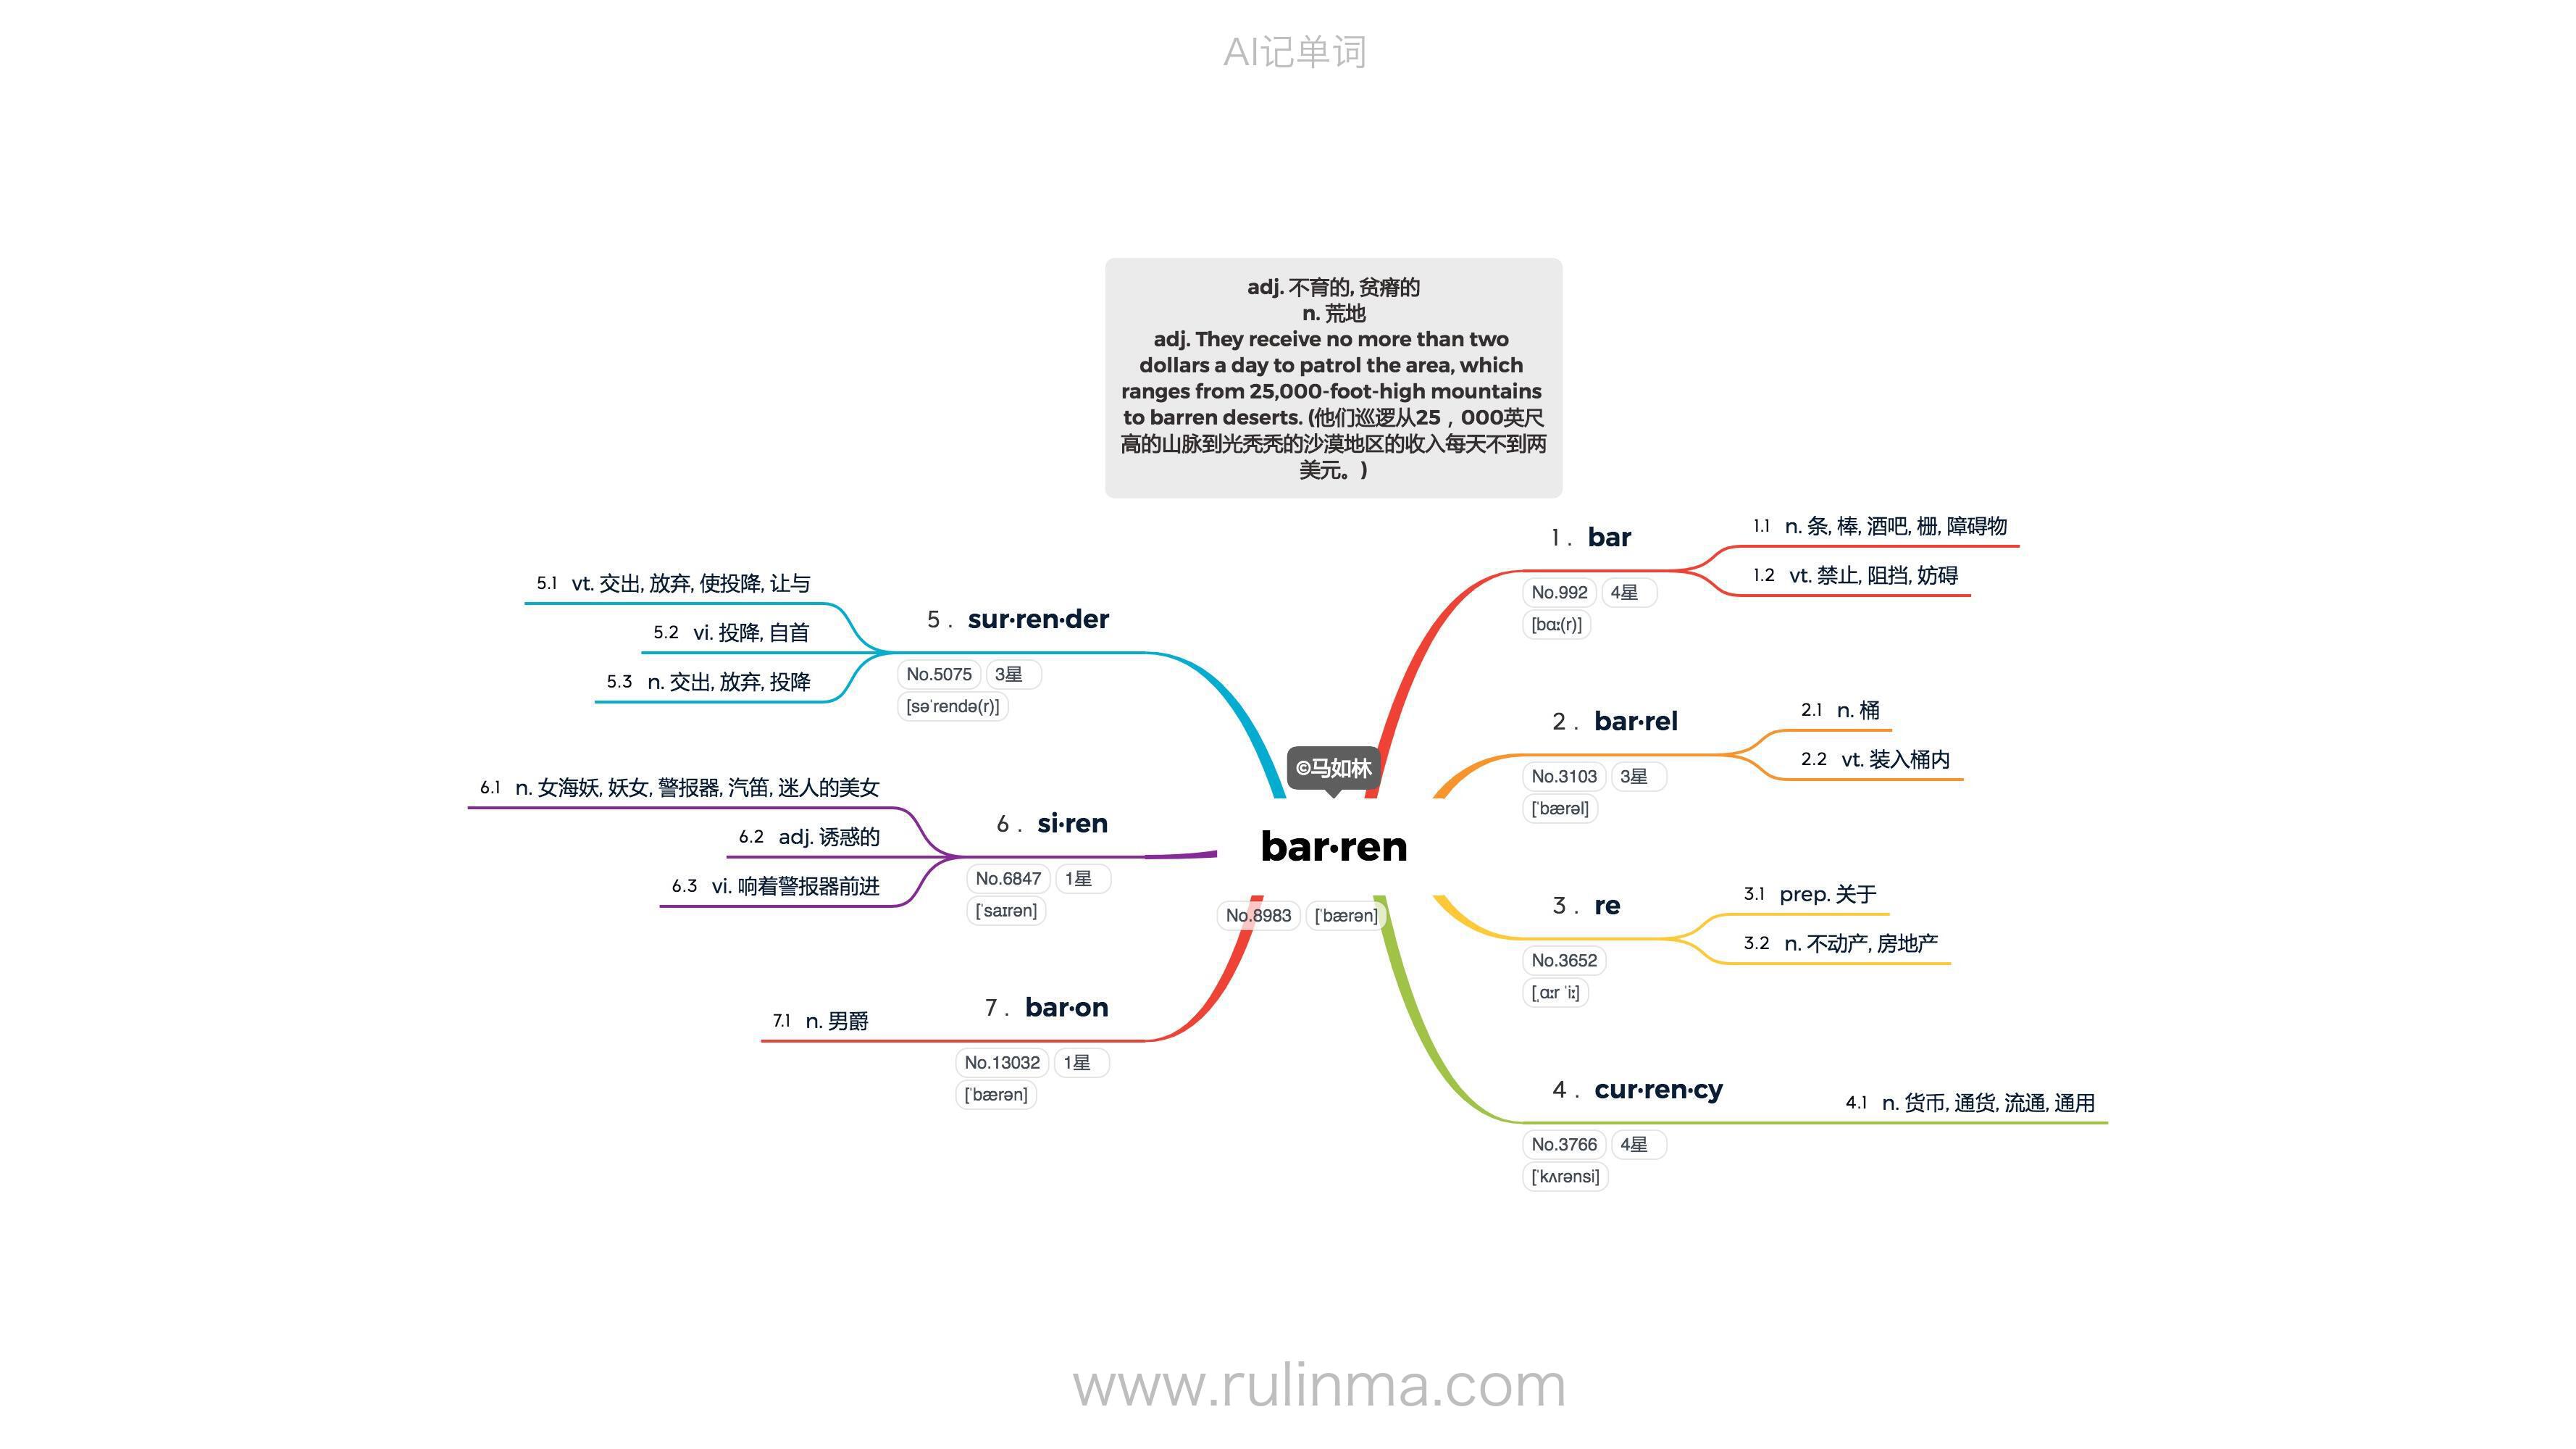 AI记单词
adj. 不育的, 贫瘠的
n. 荒地
adj. They receive no more than two
dollars a day to patrol the area, which
ranges from 25,000-foot-high mountains
to barren deserts. (他们巡逻从25，000英尺
高的山脉到光秃秃的沙漠地区的收入每天不到两
美元。)
©马如林
bar·ren
No.8983 [ˈbærən]
1. bar
No.992 4星
[bɑː(r)]
1.1 n. 条, 棒, 酒吧, 栅, 障碍物
1.2 vt. 禁止, 阻挡, 妨碍
2. bar·rel
No.3103 3星
[ˈbærəl]
2.1 n. 桶
2.2 vt. 装入桶内
3. re
No.3652
[ˌɑːr ˈiː]
3.1 prep. 关于
3.2 n. 不动产, 房地产
4. cur·ren·cy
No.3766 4星
[ˈkʌrənsi]
4.1 n. 货币, 通货, 流通, 通用
5. sur·ren·der
No.5075 3星
[səˈrendə(r)]
5.1 vt. 交出, 放弃, 使投降, 让与
5.2 vi. 投降, 自首
5.3 n. 交出, 放弃, 投降
6. si·ren
No.6847 1星
[ˈsaɪrən]
6.1 n. 女海妖, 妖女, 警报器, 汽笛, 迷人的美女
6.2 adj. 诱惑的
6.3 vi. 响着警报器前进
7. bar·on
No.13032 1星
[ˈbærən]
7.1 n. 男爵
www.rulinma.com